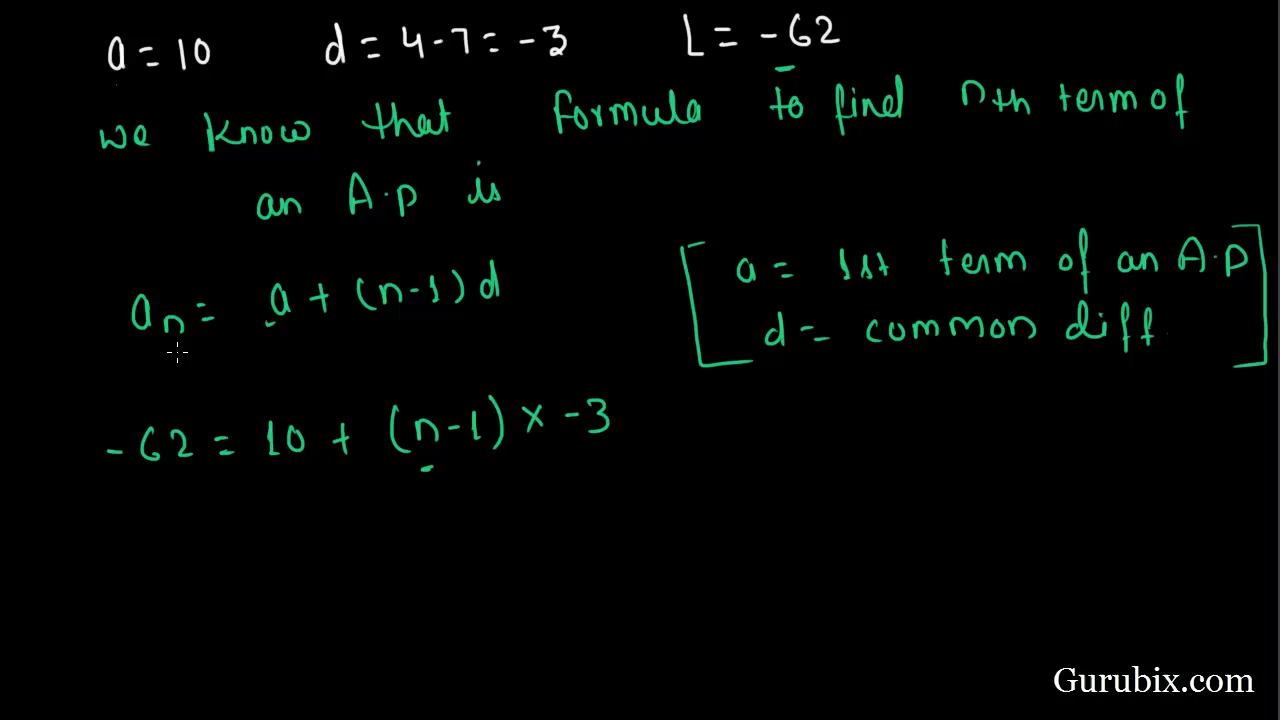 a = 10 d = 4-7 = -3 L = -62
we know that formula to find nth term of
an A.p is
an = a + (n-1) d
[a = 1st term of an A.P
d = common diff]
-62 = 10 + (n-1) x -3
Gurubix.com